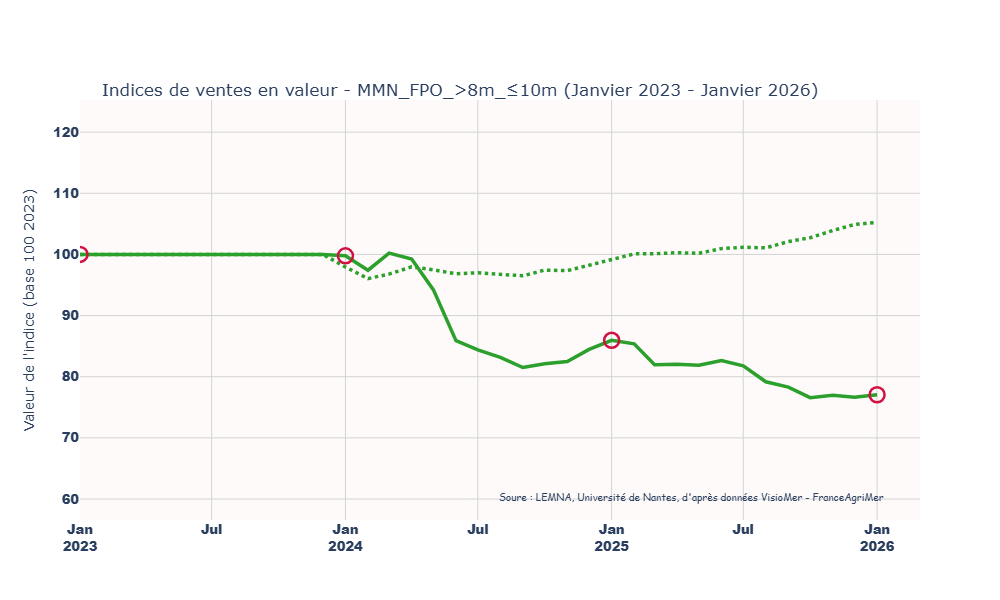 Indices de ventes en valeur - MMN_FPO_>8m_≤10m (Janvier 2023 - Janvier 2026)
Valeur de l'indice (base 100 2023)
120
110
100
90
80
70
60
Soure : LEMNA, Université de Nantes, d'après données VisioMer - FranceAgriMer
Jan Jul Jan Jul Jan Jul Jan
2023 2024 2025 2026